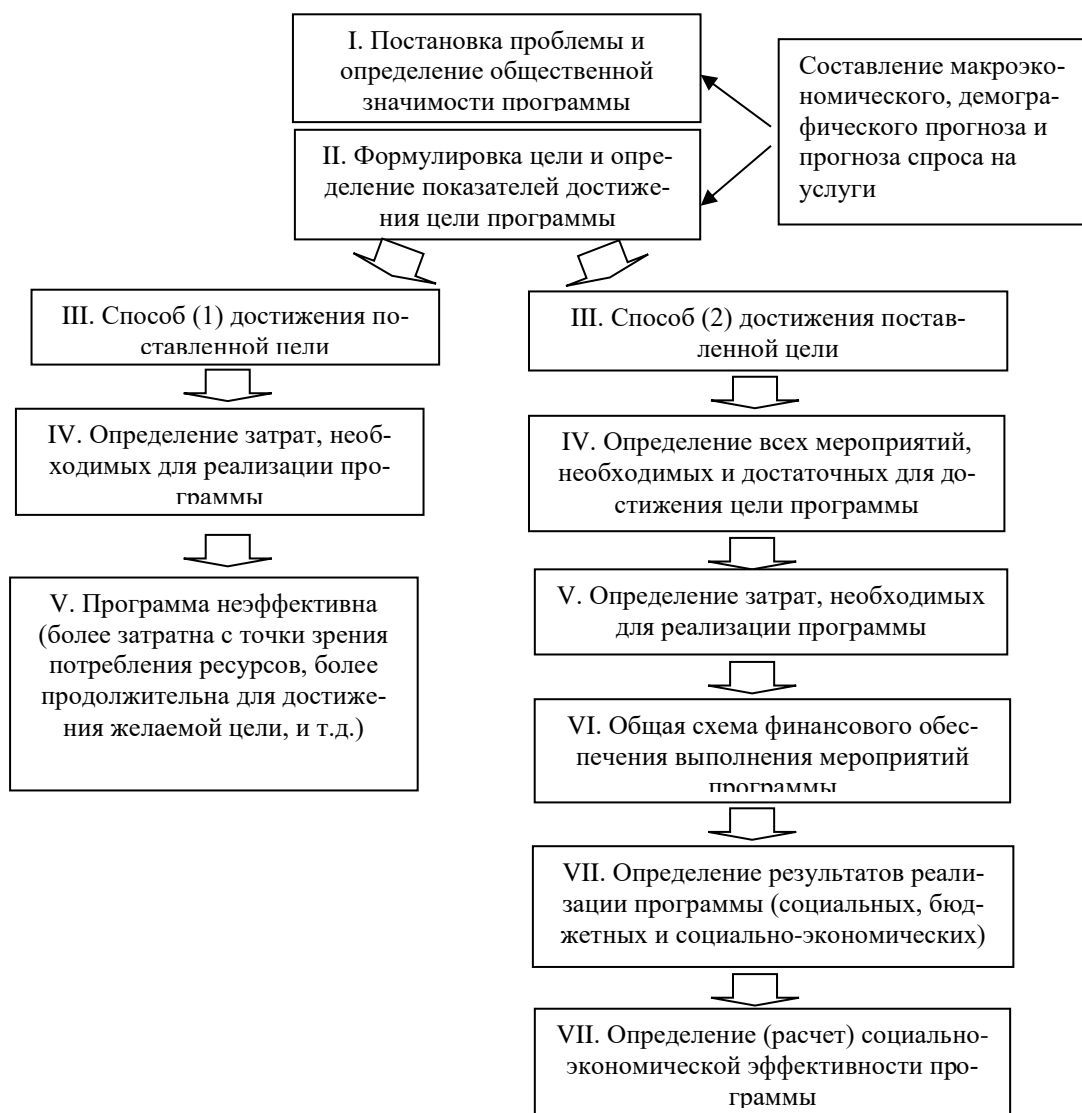 I. Постановка проблемы и
определение общественной
значимости программы
Составление макроэко-
номического, демогра-
фического прогноза и
прогноза спроса на
услуги
II. Формулировка цели и опре-
деление показателей достиже-
ния цели программы
III. Способ (1) достижения по-
ставленной цели
III. Способ (2) достижения постав-
ленной цели
IV. Определение затрат, необ-
ходимых для реализации про-
граммы
IV. Определение всех мероприятий,
необходимых и достаточных для до-
стижения цели программы
V. Программа неэффективна
(более затратна с точки зрения
потребления ресурсов, более
продолжительна для достиже-
ния желаемой цели, и т.д.)
V. Определение затрат, необходимых
для реализации программы
VI. Общая схема финансового обес-
печения выполнения мероприятий
программы
VII. Определение результатов реали-
зации программы (социальных, бюд-
жетных и социально-экономических)
VII. Определение (расчет) социально-
экономической эффективности про-
граммы